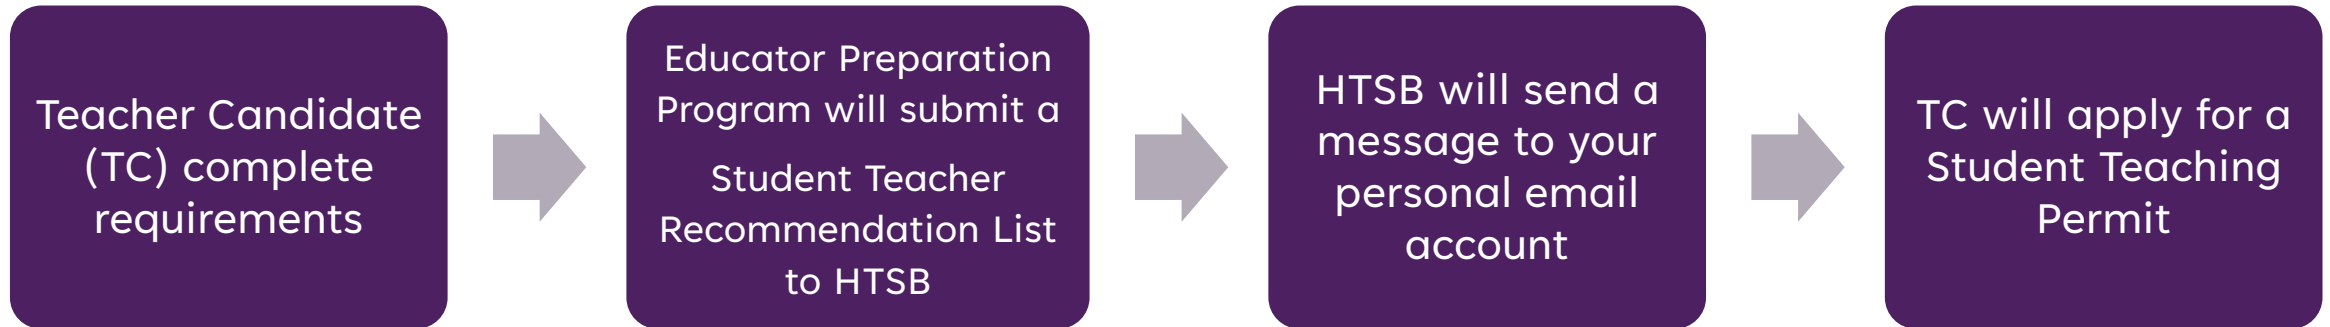 Teacher Candidate
(TC) complete
requirements
Educator Preparation
Program will submit a
Student Teacher
Recommendation List
to HTSB
HTSB will send a
message to your
personal email
account
TC will apply for a
Student Teaching
Permit